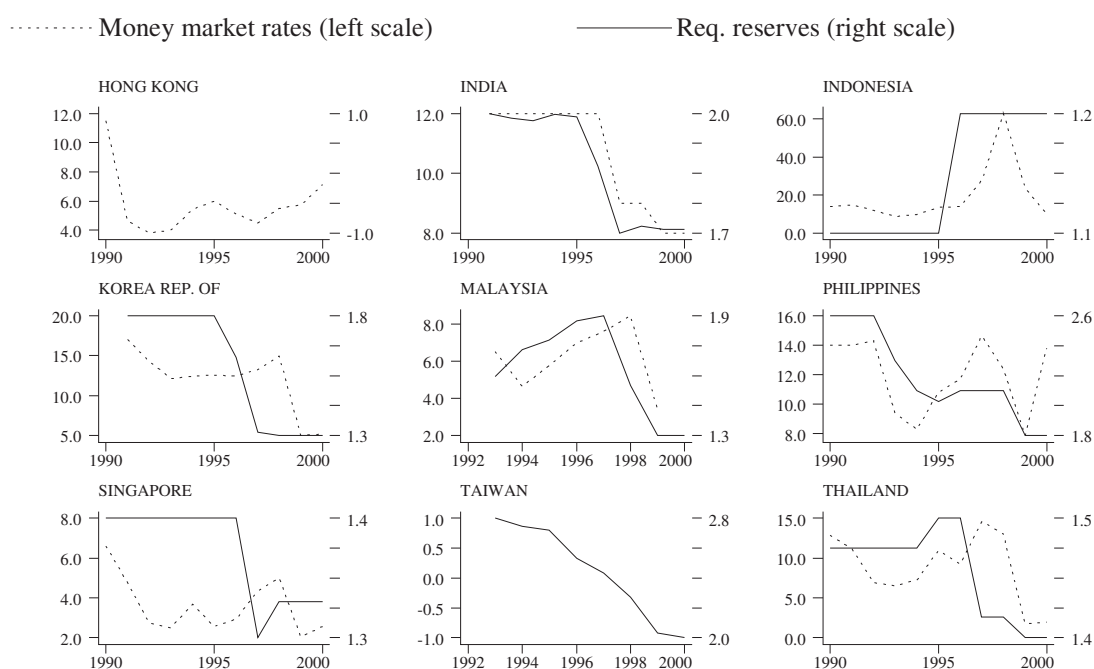 Money market rates (left scale) Req. reserves (right scale)
HONG KONG INDIA INDONESIA
12.0 1.0 12.0 2.0 60.0 1.2
10.0
8.0 10.0 40.0
6.0 20.0
4.0 -1.0 8.0 1.7 0.0 1.1
1990 1995 2000 1990 1995 2000 1990 1995 2000
KOREA REP. OF MALAYSIA PHILIPPINES
20.0 1.8 8.0 1.9 16.0 2.6
15.0 6.0 14.0
12.0
10.0 4.0 10.0
5.0 1.3 2.0 1.3 8.0 1.8
1990 1995 2000 1992 1994 1996 1998 2000 1990 1995 2000
SINGAPORE TAIWAN THAILAND
8.0 1.4 1.0 2.8 15.0 1.5
6.0 0.5 10.0
0.0
4.0 -0.5 5.0
2.0 1.3 -1.0 2.0 0.0 1.4
1990 1995 2000 1992 1994 1996 1998 2000 1990 1995 2000